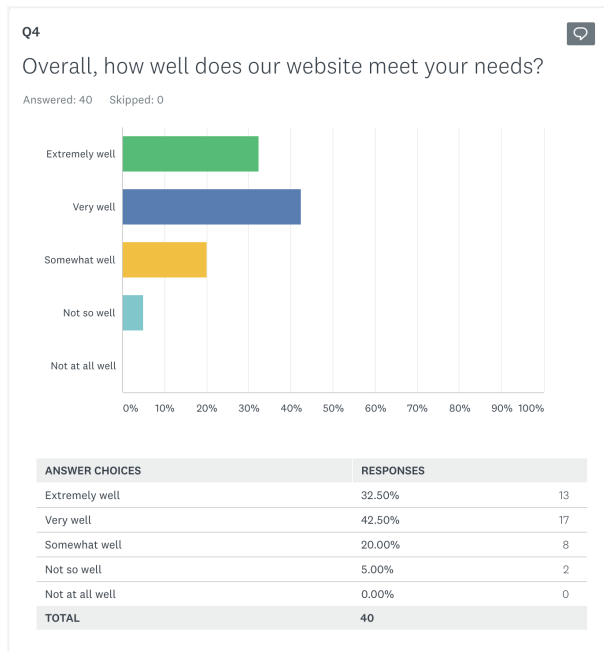 Q4
Overall, how well does our website meet your needs?
Answered: 40 Skipped: 0
Extremely well
Very well
Somewhat well
Not so well
Not at all well
0% 10% 20% 30% 40% 50% 60% 70% 80% 90% 100%
ANSWER CHOICES RESPONSES
Extremely well 32.50% 13
Very well 42.50% 17
Somewhat well 20.00% 8
Not so well 5.00% 2
Not at all well 0.00% 0
TOTAL 40